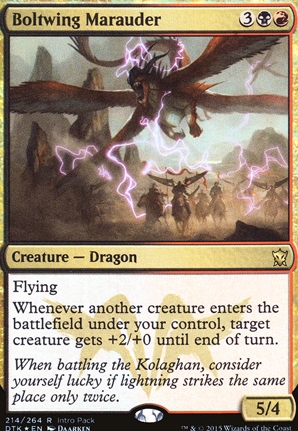 Boltwing Marauder 3
Creature — Dragon
Flying
Whenever another creature enters the
battlefield under your control, target
creature gets +2/+0 until end of turn.
When battling the Kolaghan, consider
yourself lucky if lightning strikes the same
place only twice.
5/4
214/264 R Intro Pack
DTK ★ EN Daarken
™ & © 2015 Wizards of the Coast